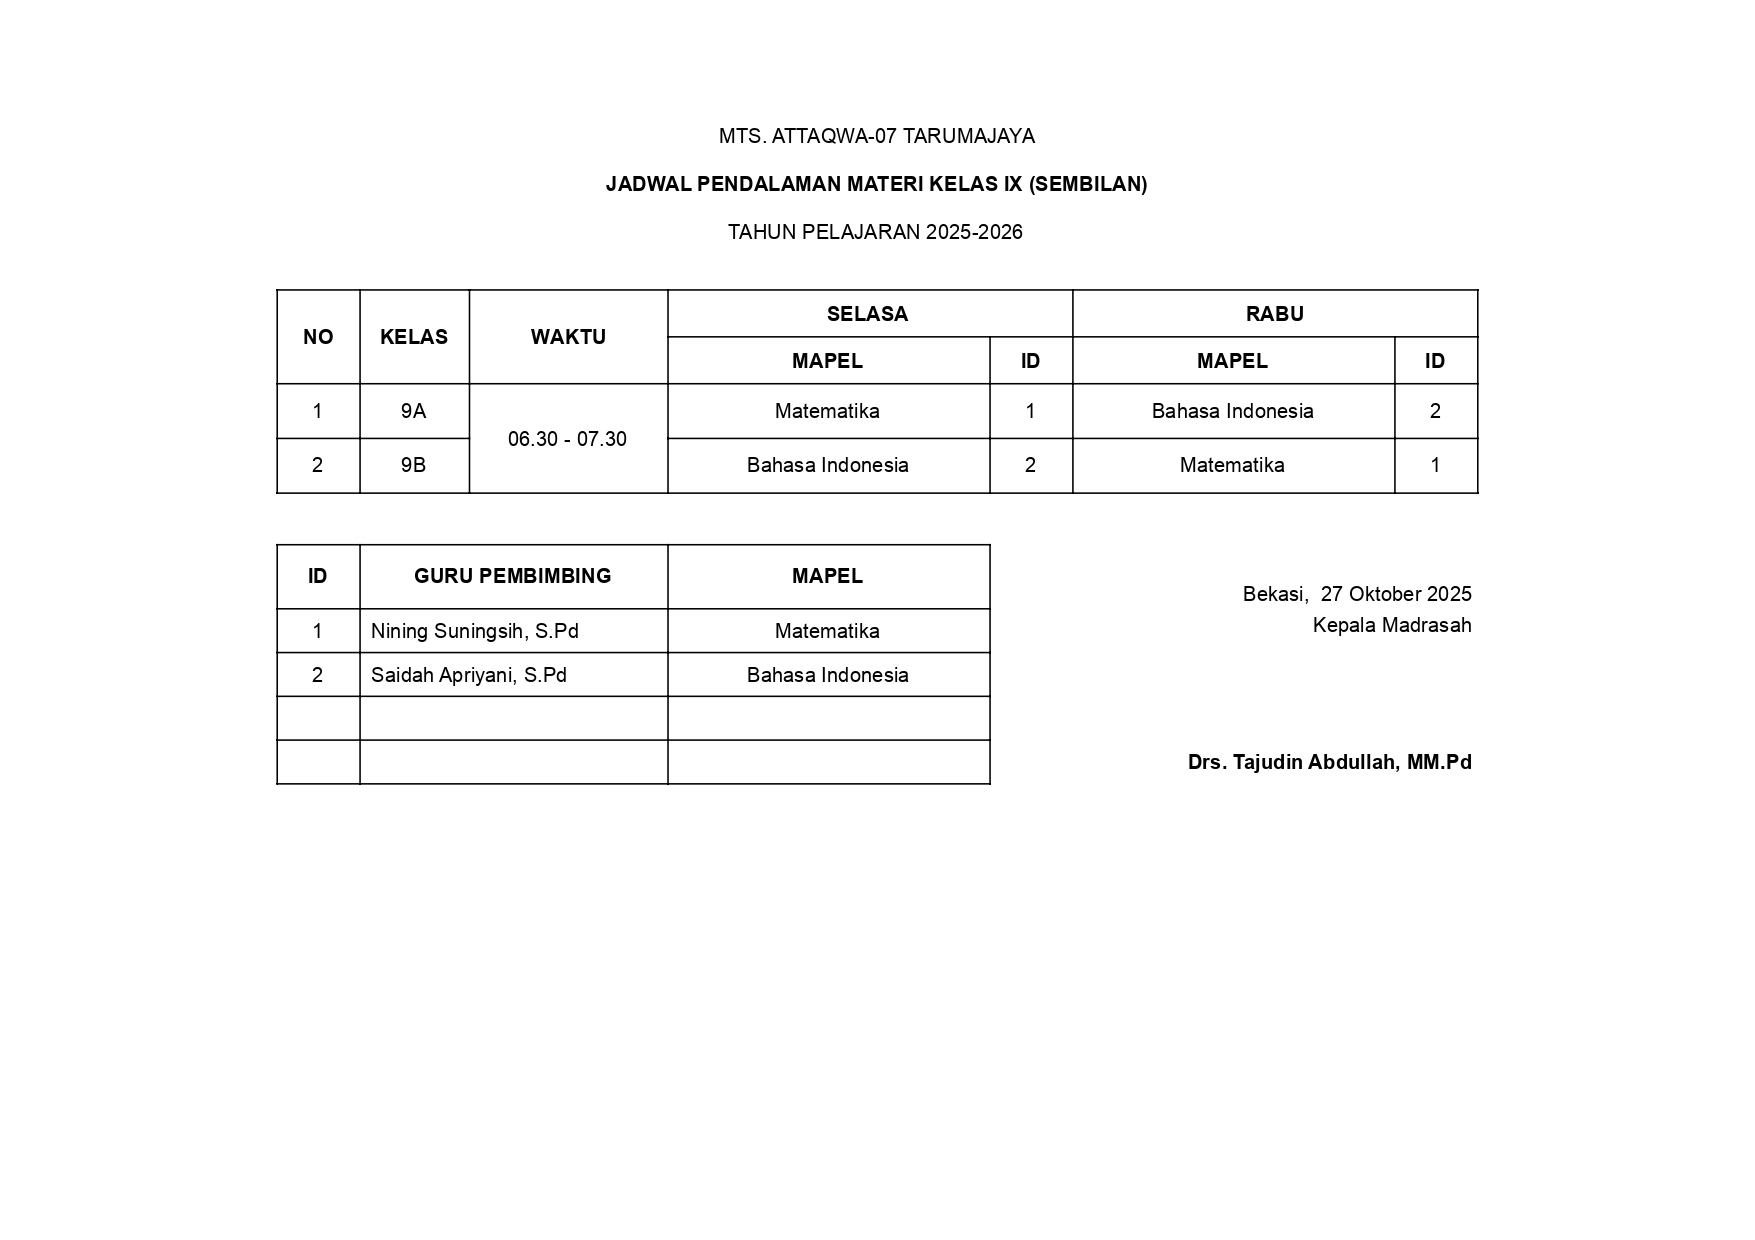 MTS. ATTAQWA-07 TARUMAJAYA
JADWAL PENDALAMAN MATERI KELAS IX (SEMBILAN)
TAHUN PELAJARAN 2025-2026
NO KELAS WAKTU SELASA RABU
MAPEL ID MAPEL ID
1 9A 06.30 - 07.30 Matematika 1 Bahasa Indonesia 2
2 9B Bahasa Indonesia 2 Matematika 1
ID GURU PEMBIMBING MAPEL
1 Nining Suningsih, S.Pd Matematika
2 Saidah Apriyani, S.Pd Bahasa Indonesia
Bekasi,  27 Oktober 2025
Kepala Madrasah
Drs. Tajudin Abdullah, MM.Pd